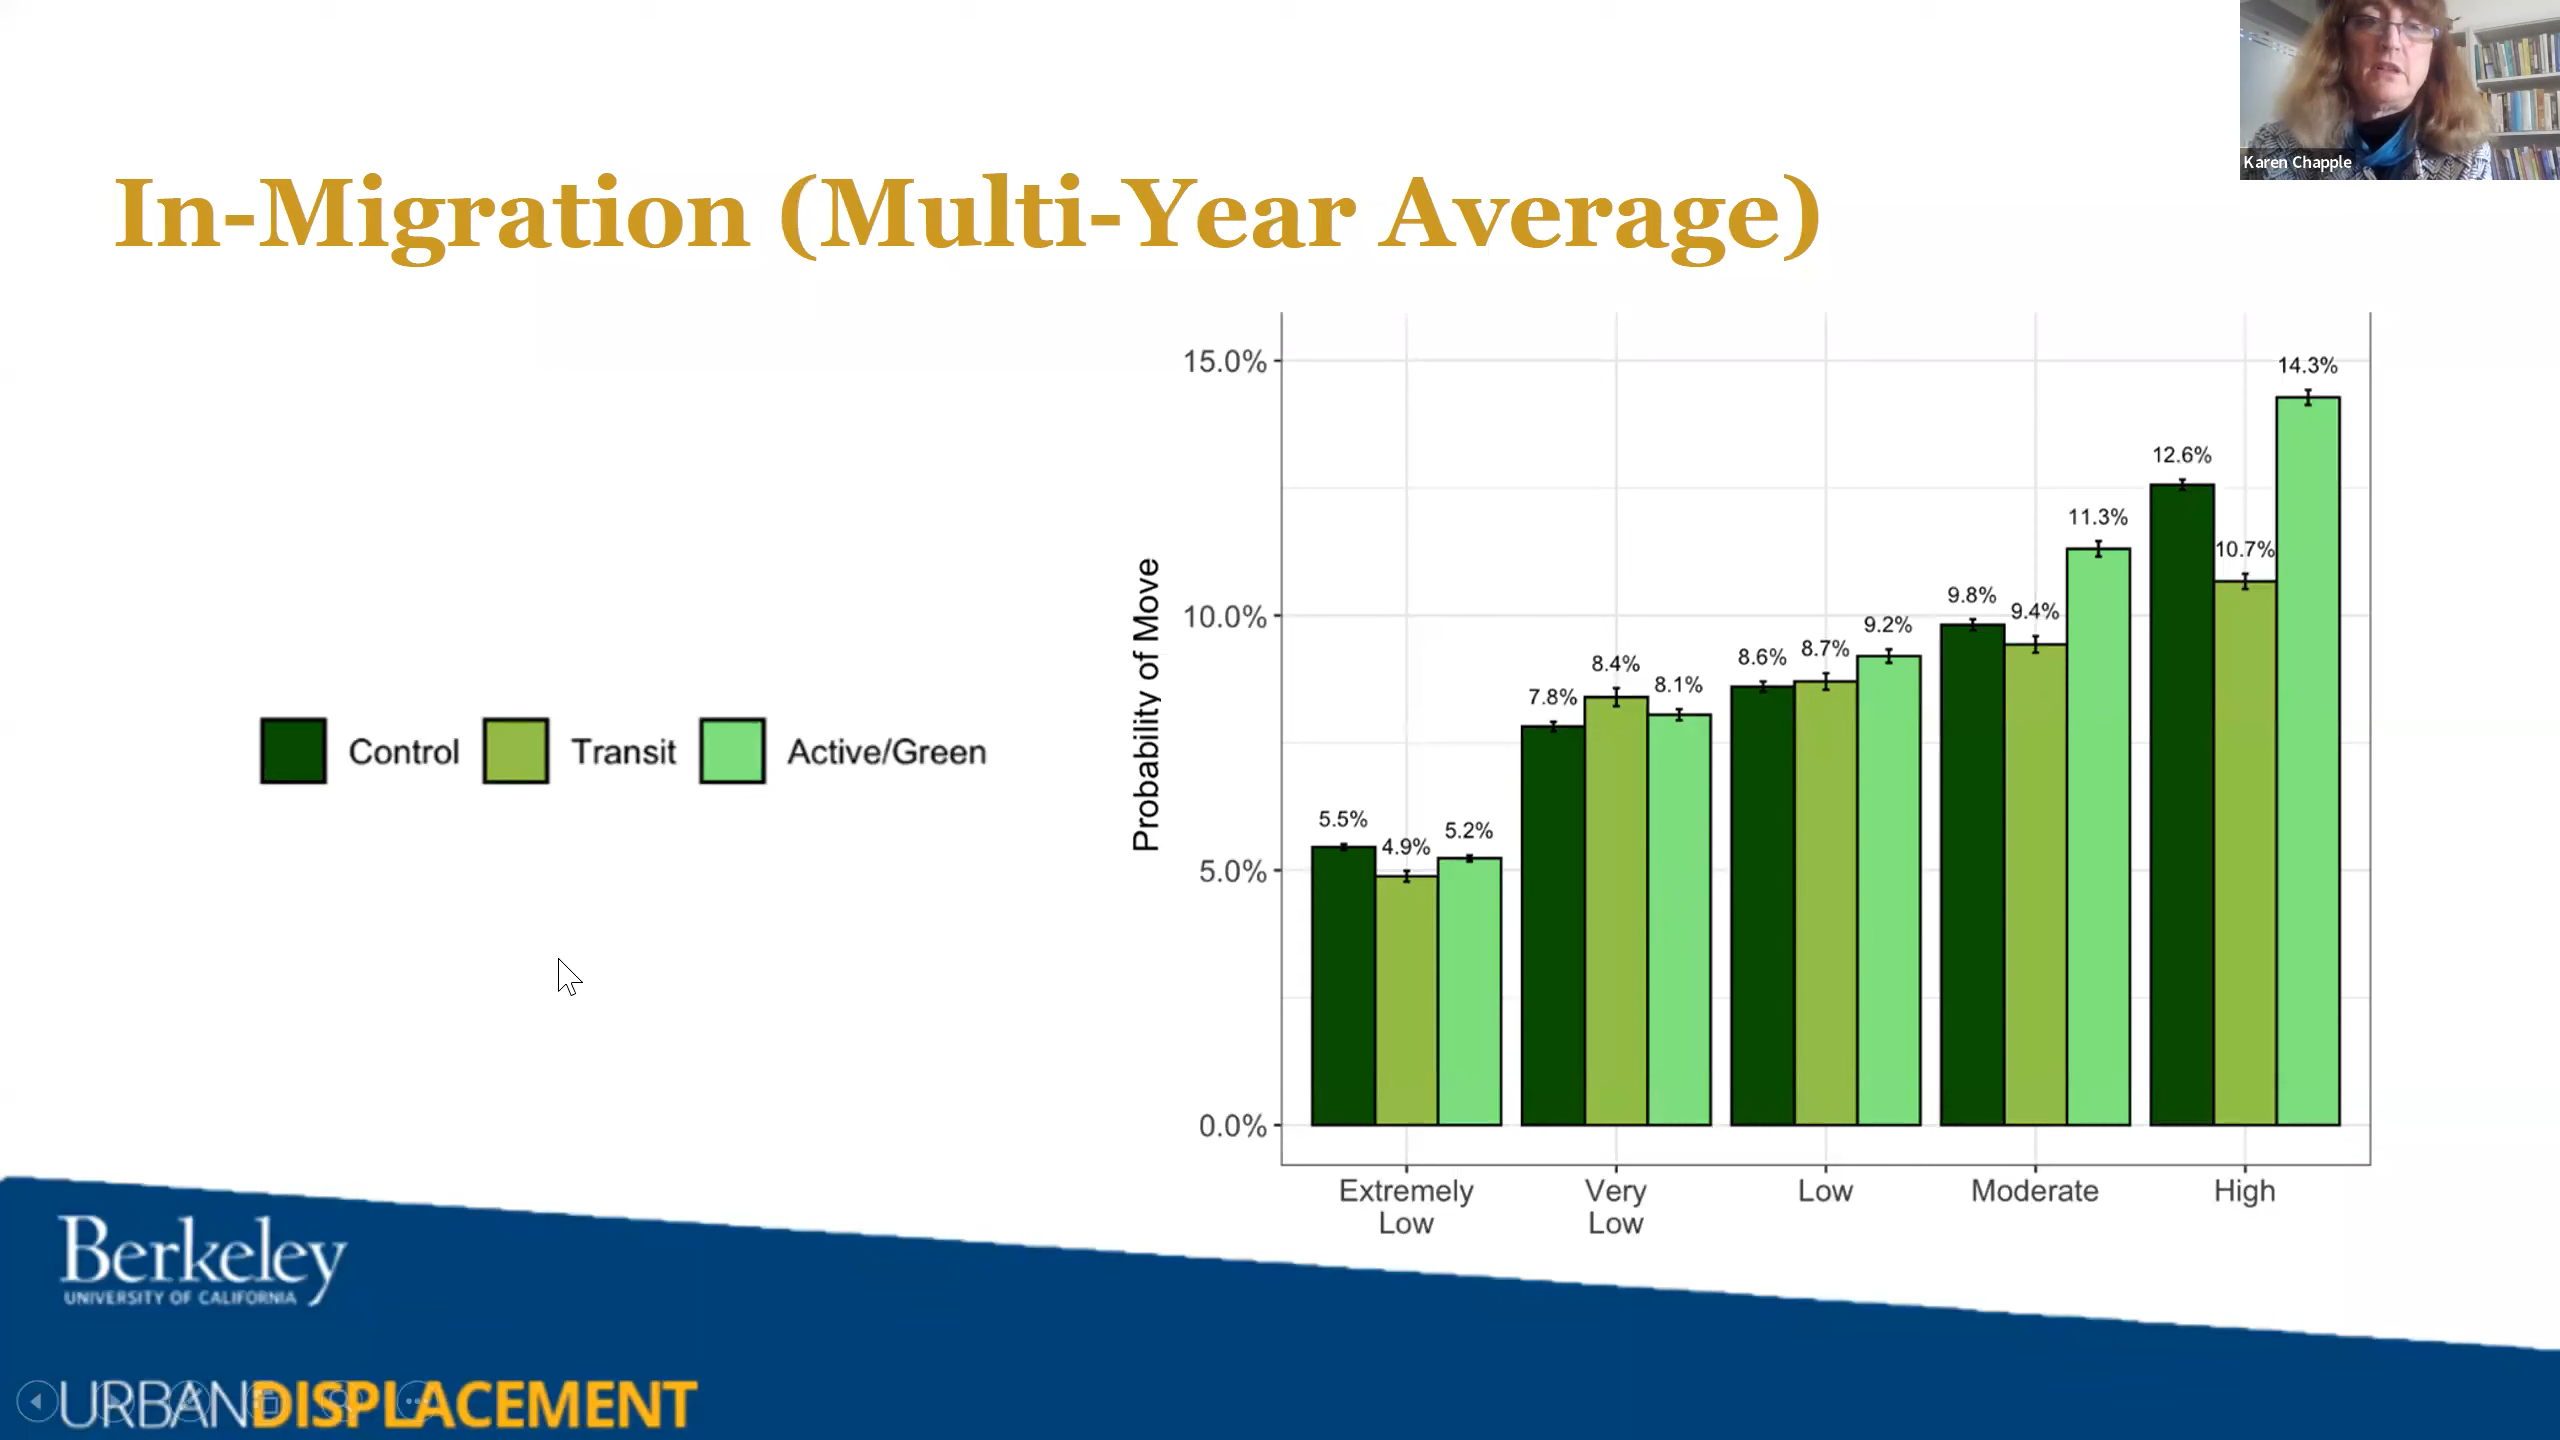 Karen Chapple
In-Migration (Multi-Year Average)
Control Transit Active/Green
Probability of Move
15.0%
10.0%
5.0%
0.0%
5.5%
4.9%
5.2%
7.8%
8.4%
8.1%
8.6%
8.7%
9.2%
9.8%
9.4%
11.3%
12.6%
10.7%
14.3%
Extremely
Low
Very
Low
Low
Moderate
High
Berkeley
UNIVERSITY OF CALIFORNIA
URBANDISPLACEMENT